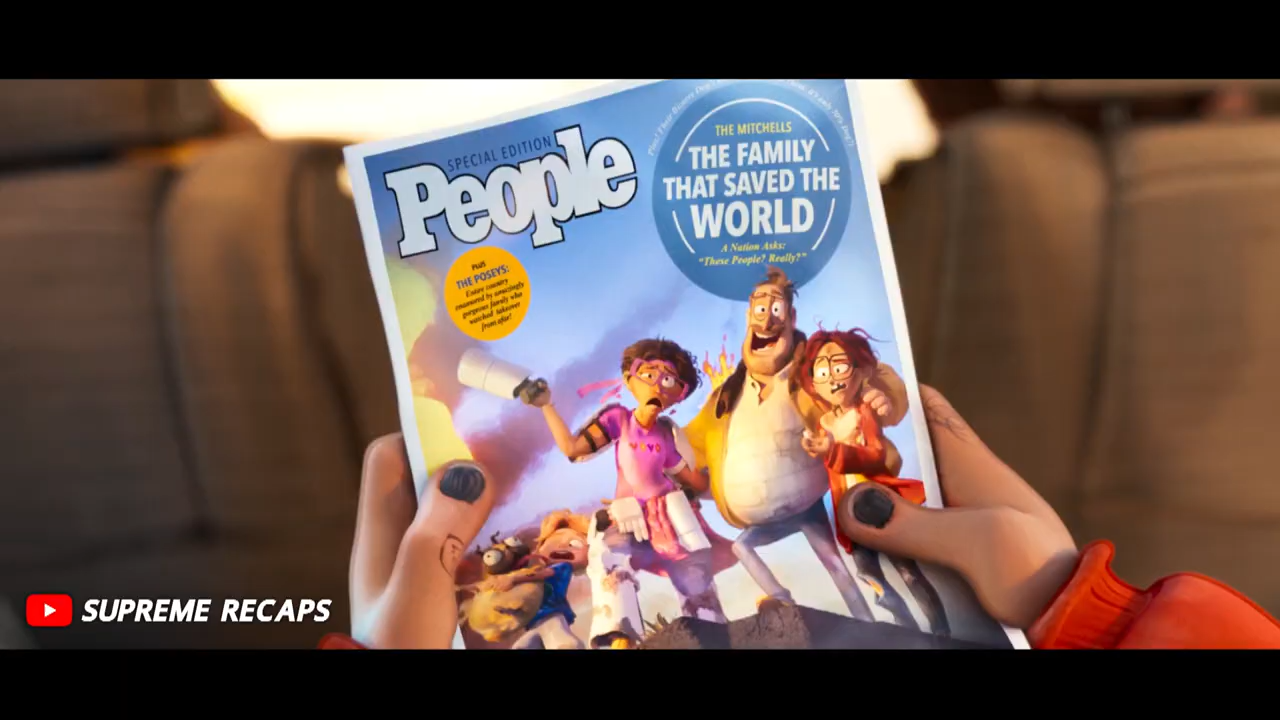 SPECIAL EDITION
People
THE MITCHELLS
THE FAMILY
THAT SAVED THE
WORLD
A Nation Asks:
"These People? Really?"
PLUS
THE POSEYS:
Entire country
enamored by amazingly
gorgeous family who
watched takeover
from afar!
SUPREME RECAPS